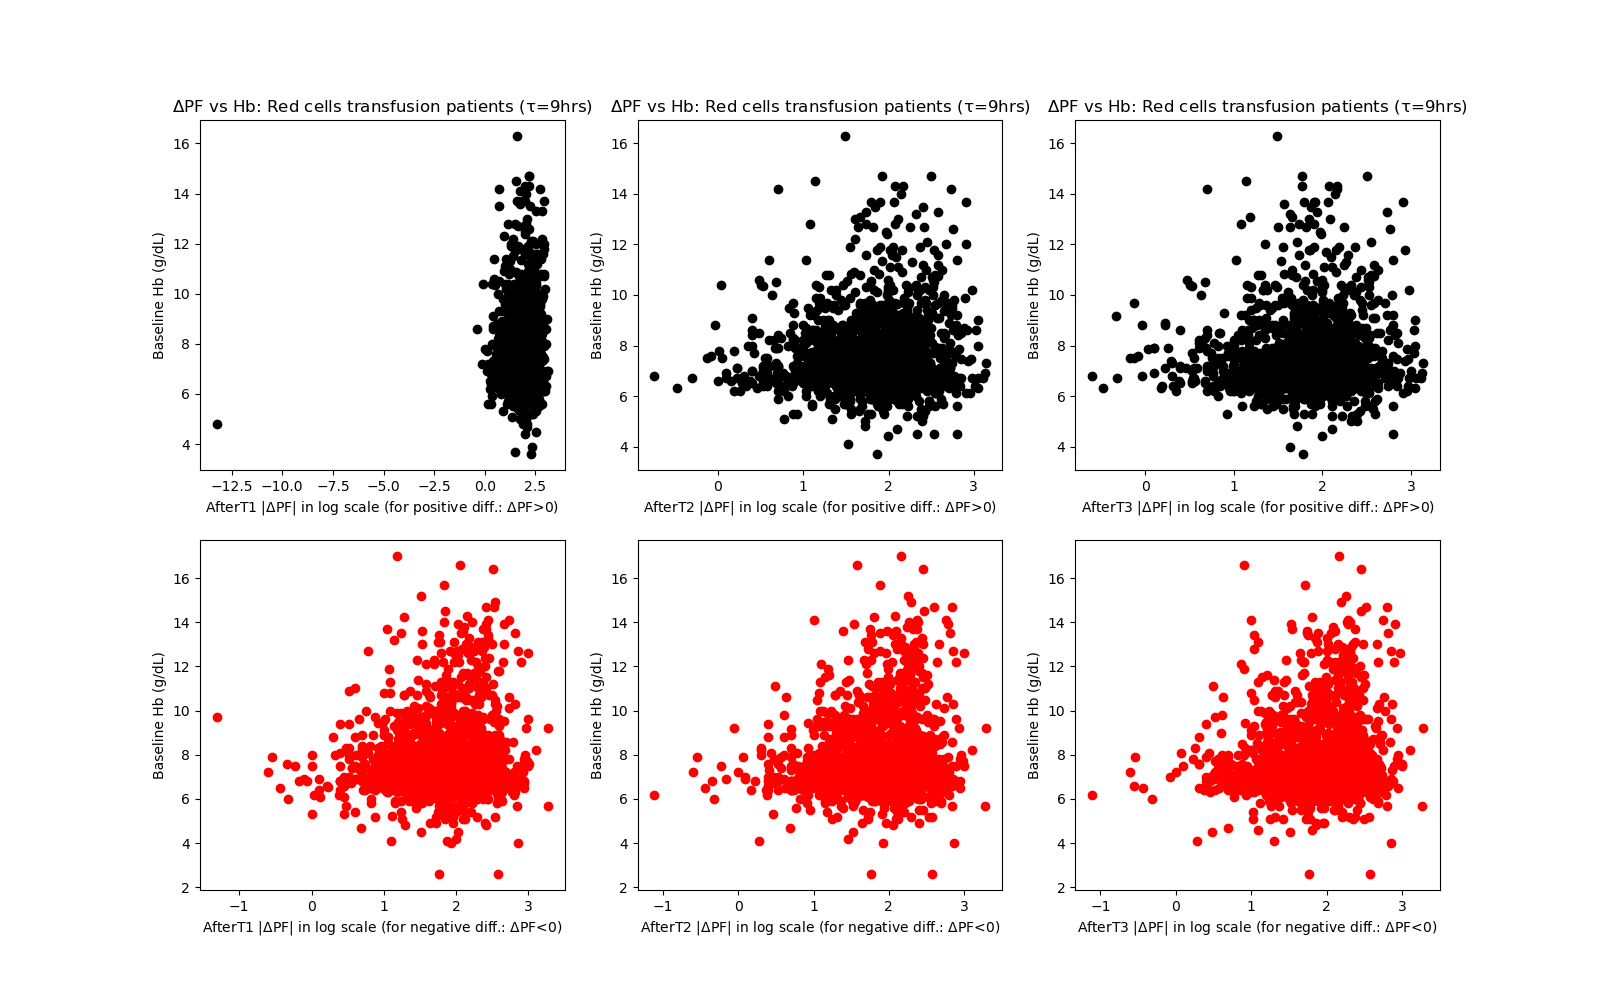 ΔPF vs Hb: Red cells transfusion patients (τ=9hrs)
ΔPF vs Hb: Red cells transfusion patients (τ=9hrs)
ΔPF vs Hb: Red cells transfusion patients (τ=9hrs)
Baseline Hb (g/dL)
16
14
12
10
8
6
4
−12.5 −10.0 −7.5 −5.0 −2.5 0.0 2.5
AfterT1 |ΔPF| in log scale (for positive diff.: ΔPF>0)
Baseline Hb (g/dL)
16
14
12
10
8
6
4
0 1 2 3
AfterT2 |ΔPF| in log scale (for positive diff.: ΔPF>0)
Baseline Hb (g/dL)
16
14
12
10
8
6
4
0 1 2 3
AfterT3 |ΔPF| in log scale (for positive diff.: ΔPF>0)
Baseline Hb (g/dL)
16
14
12
10
8
6
4
2
−1 0 1 2 3
AfterT1 |ΔPF| in log scale (for negative diff.: ΔPF<0)
Baseline Hb (g/dL)
16
14
12
10
8
6
4
2
−1 0 1 2 3
AfterT2 |ΔPF| in log scale (for negative diff.: ΔPF<0)
Baseline Hb (g/dL)
16
14
12
10
8
6
4
2
−1 0 1 2 3
AfterT3 |ΔPF| in log scale (for negative diff.: ΔPF<0)